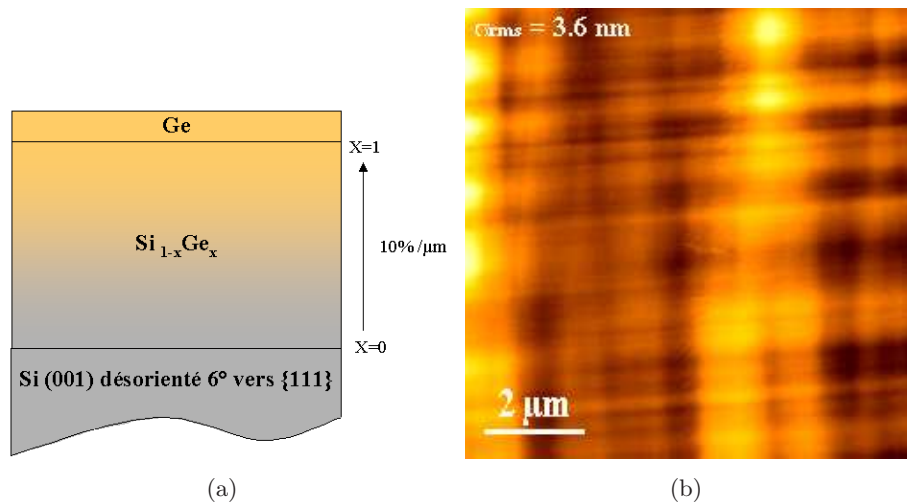 σrms = 3.6 nm
Ge
X=1
Si 1-xGex
10%/μm
X=0
Si (001) désorienté 6° vers {111}
2 μm
(a)
(b)